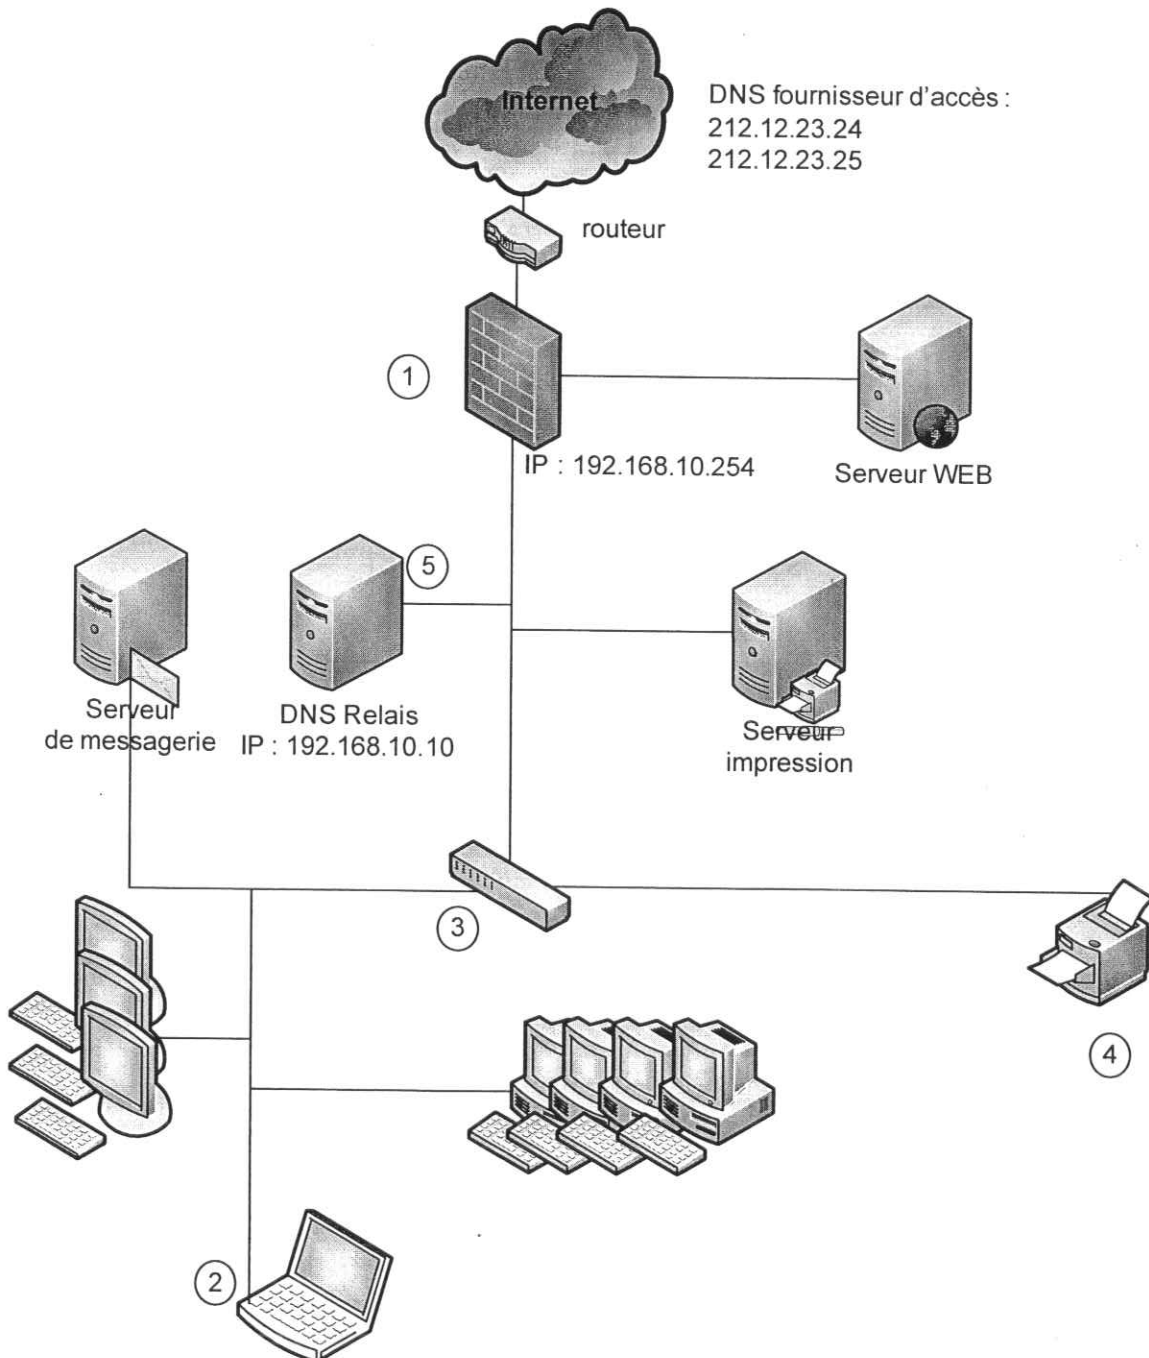 Internet
DNS fournisseur d'accès :
212.12.23.24
212.12.23.25
routeur
1
IP : 192.168.10.254
Serveur WEB
5
Serveur
de messagerie
DNS Relais
IP : 192.168.10.10
Serveur
impression
3
4
2